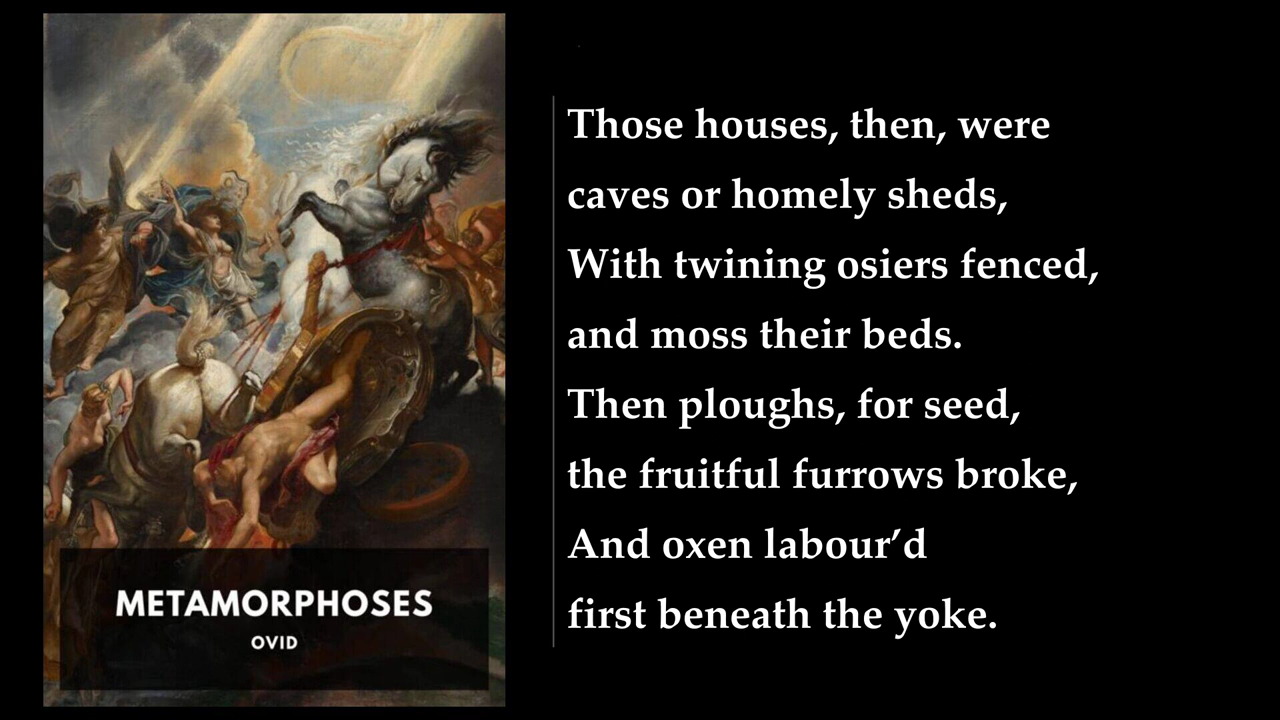 METAMORPHOSES
OVID
Those houses, then, were
caves or homely sheds,
With twining osiers fenced,
and moss their beds.
Then ploughs, for seed,
the fruitful furrows broke,
And oxen labour’d
first beneath the yoke.